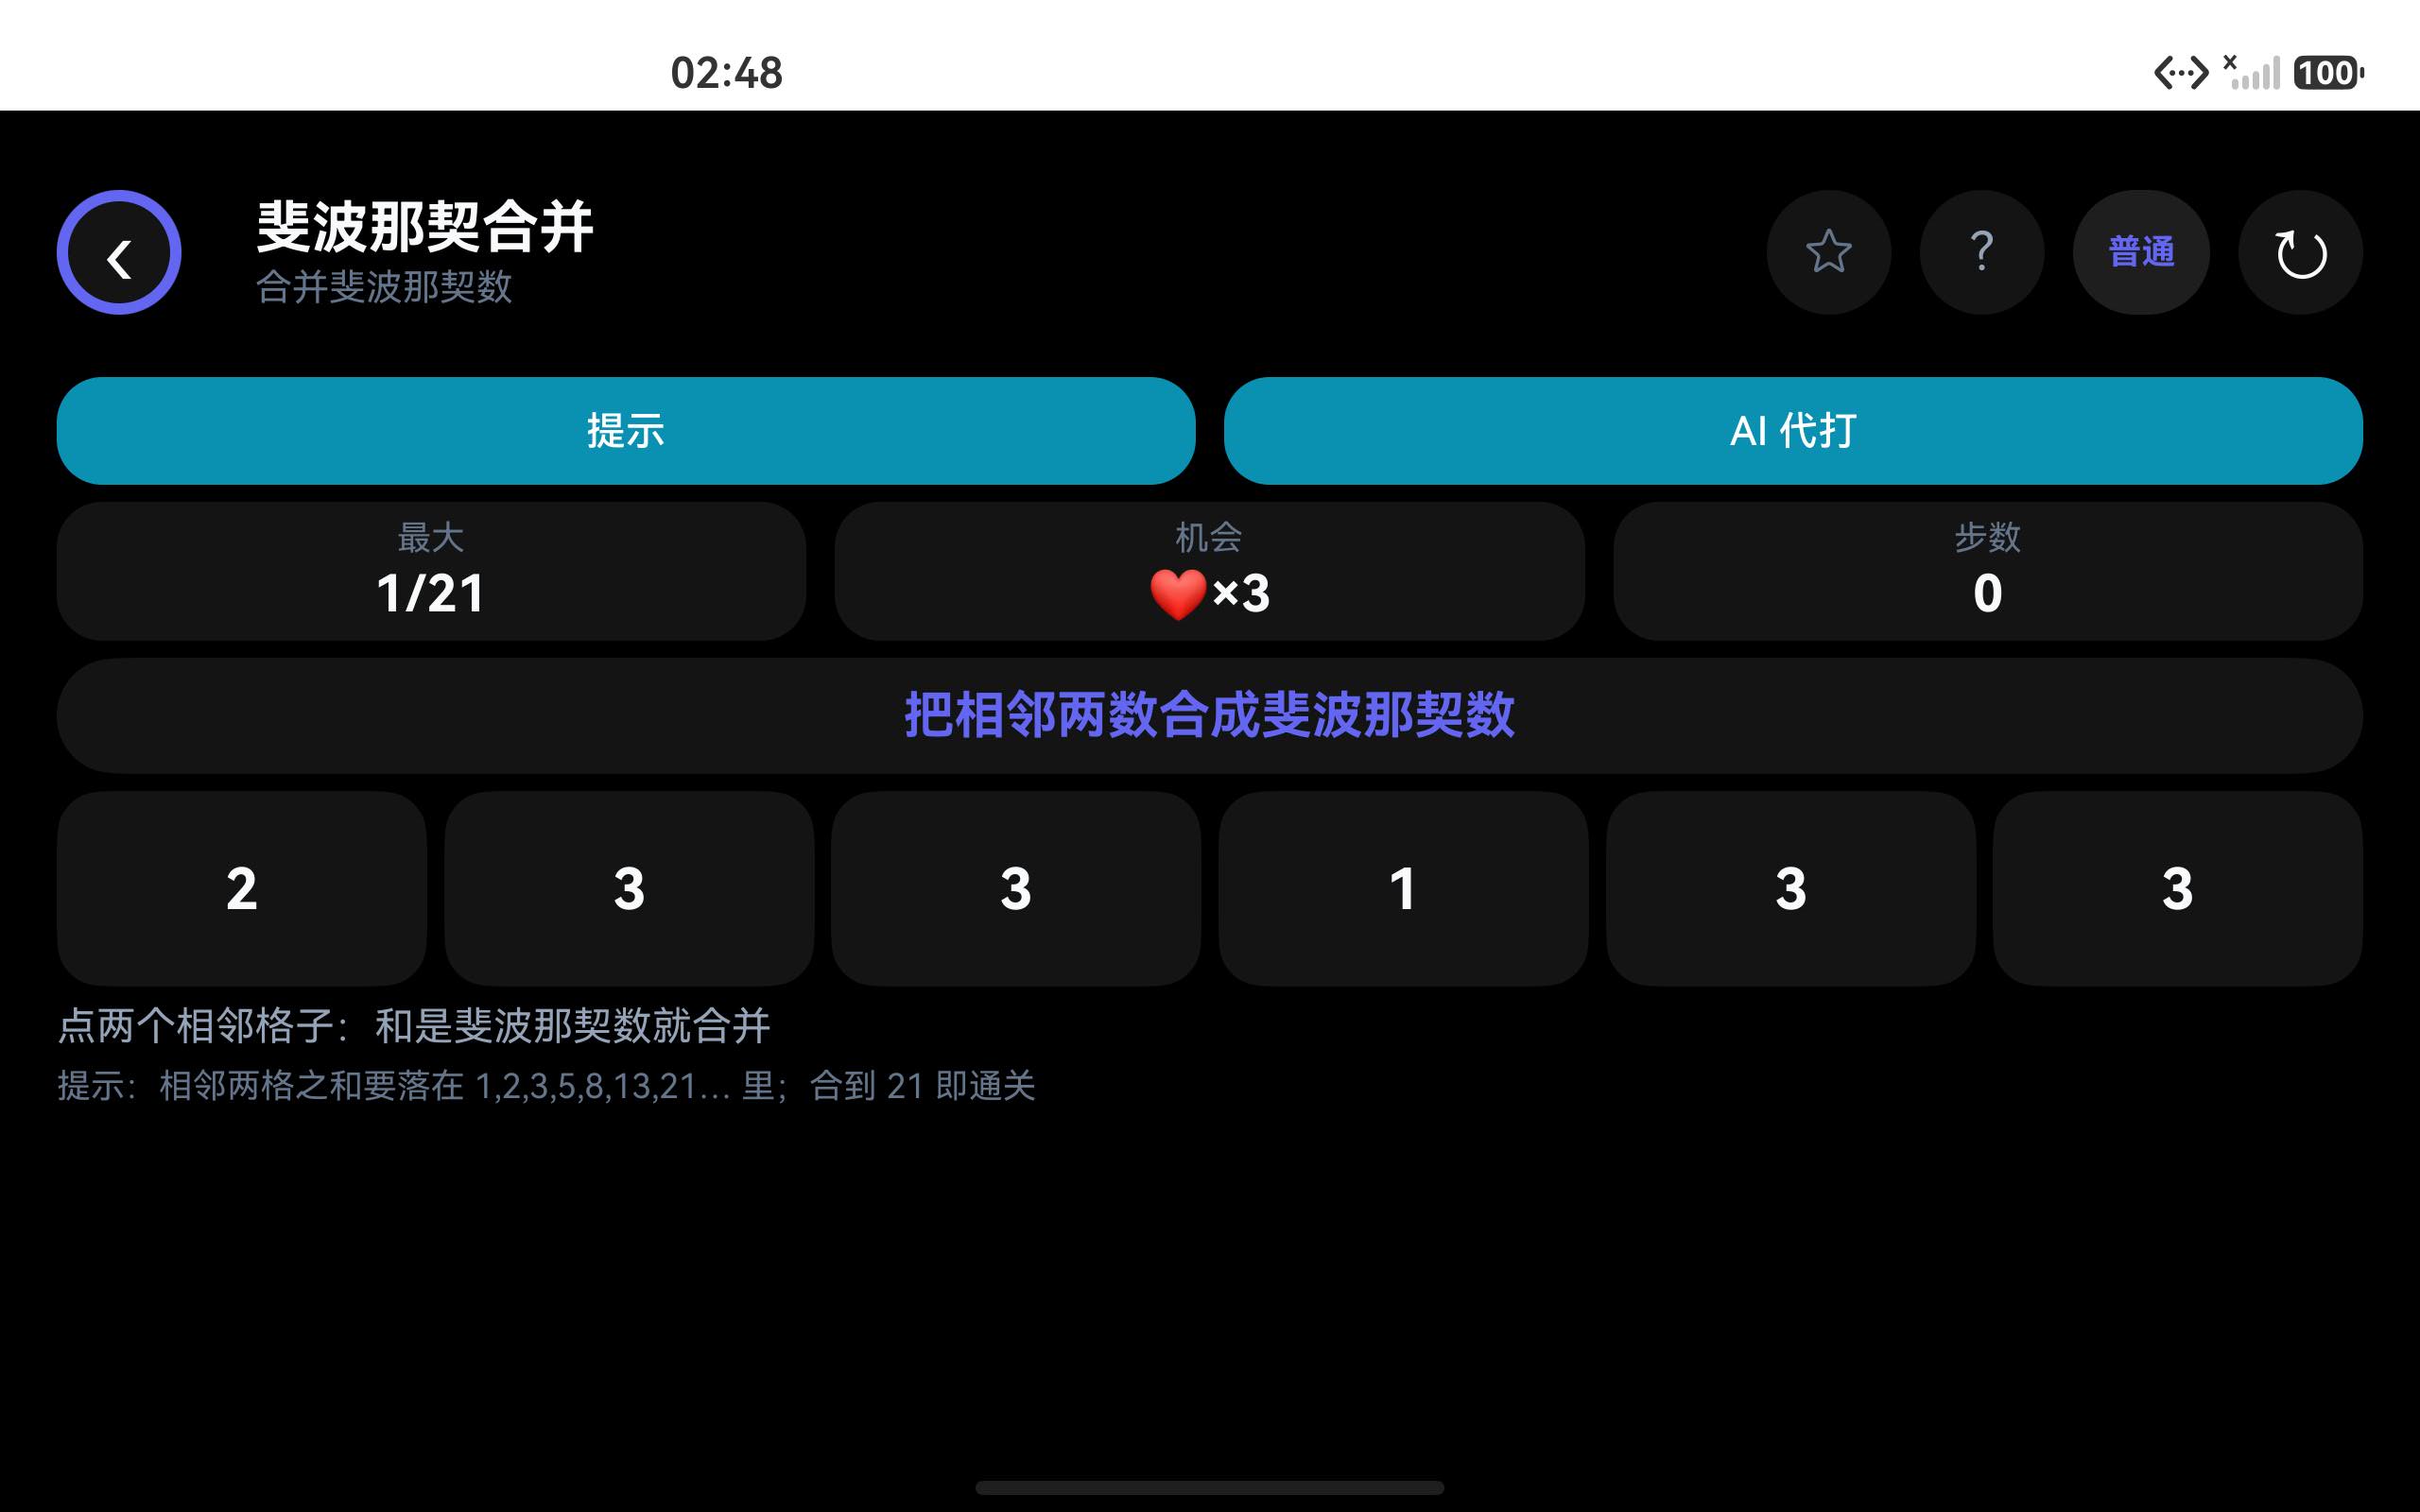 02:48
100
斐波那契合并
合并斐波那契数
?
普通
提示
AI 代打
最大
1/21
机会
❤️×3
步数
0
把相邻两数合成斐波那契数
2 3 3 1 3 3
点两个相邻格子：和是斐波那契数就合并
提示：相邻两格之和要落在 1,2,3,5,8,13,21… 里；合到 21 即通关